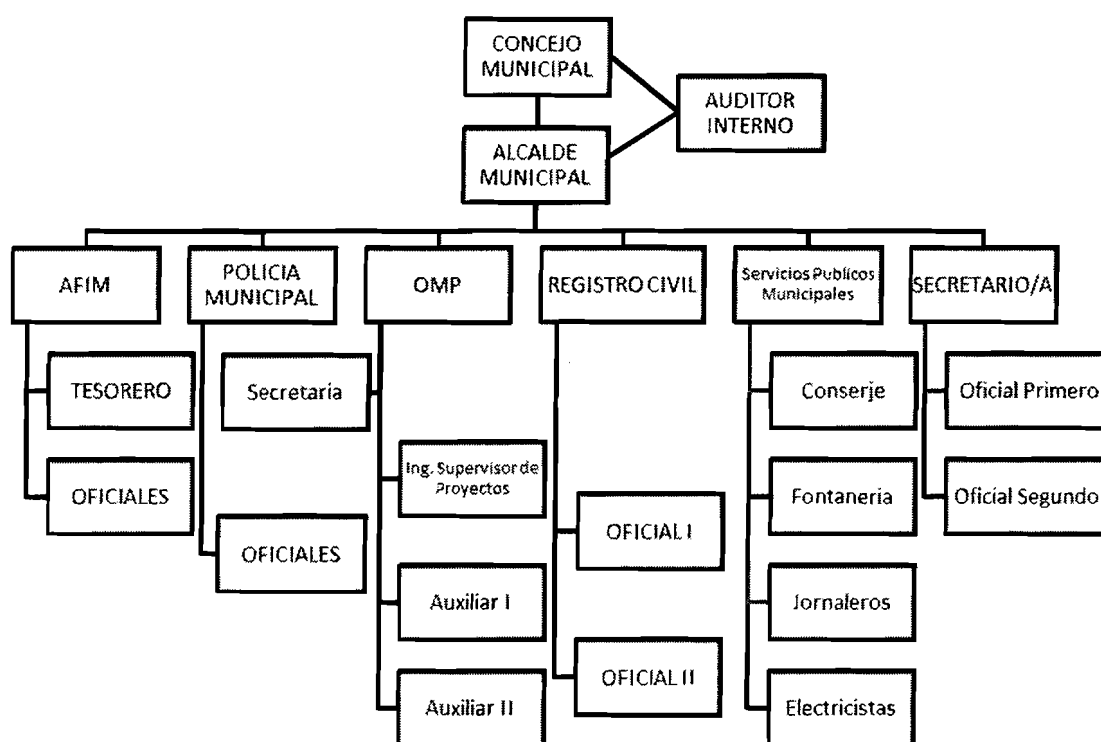 CONCEJO
MUNICIPAL
AUDITOR
INTERNO
ALCALDE
MUNICIPAL
AFIM
POLICIA
MUNICIPAL
OMP
REGISTRO CIVIL
Servicios Publicos
Municipales
SECRETARIO/A
TESORERO
OFICIALES
OFICIALES
Secretaria
Ing. Supervisor de
Proyectos
Auxiliar I
Auxiliar II
OFICIAL I
OFICIAL II
Conserje
Fontaneria
Jornaleros
Electricistas
Oficial Primero
Oficial Segundo